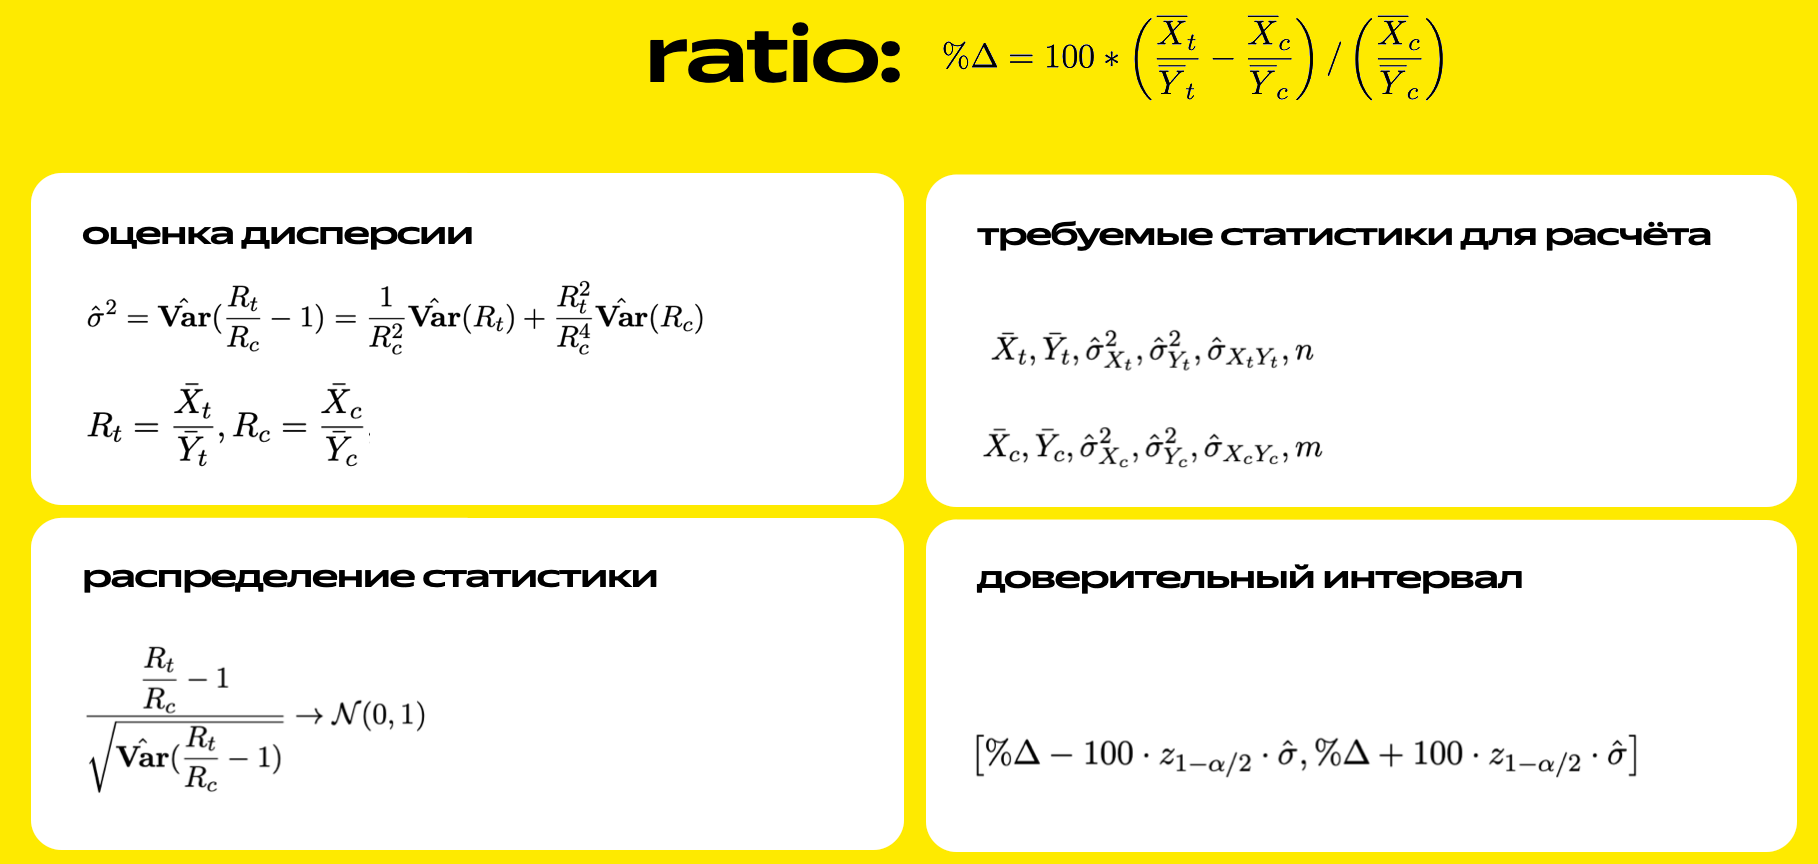 ratio: $\%\Delta = 100 * \left(\frac{\overline{X}_t}{\overline{Y}_t} - \frac{\overline{X}_c}{\overline{Y}_c}\right) / \left(\frac{\overline{X}_c}{\overline{Y}_c}\right)$
оценка дисперсии
$\hat{\sigma}^2 = \hat{\mathbf{Var}}(\frac{R_t}{R_c} - 1) = \frac{1}{R_c^2}\hat{\mathbf{Var}}(R_t) + \frac{R_t^2}{R_c^4}\hat{\mathbf{Var}}(R_c)$
$R_t = \frac{\bar{X}_t}{\bar{Y}_t}, R_c = \frac{\bar{X}_c}{\bar{Y}_c}.$
требуемые статистики для расчёта
$\bar{X}_t, \bar{Y}_t, \hat{\sigma}^2_{X_t}, \hat{\sigma}^2_{Y_t}, \hat{\sigma}_{X_tY_t}, n$
$\bar{X}_c, \bar{Y}_c, \hat{\sigma}^2_{X_c}, \hat{\sigma}^2_{Y_c}, \hat{\sigma}_{X_cY_c}, m$
распределение статистики
$\frac{\frac{R_t}{R_c} - 1}{\sqrt{\hat{\mathbf{Var}}(\frac{R_t}{R_c} - 1)}} \to \mathcal{N}(0, 1)$
доверительный интервал
$[\%\Delta - 100 \cdot z_{1-\alpha/2} \cdot \hat{\sigma}, \%\Delta + 100 \cdot z_{1-\alpha/2} \cdot \hat{\sigma}]$